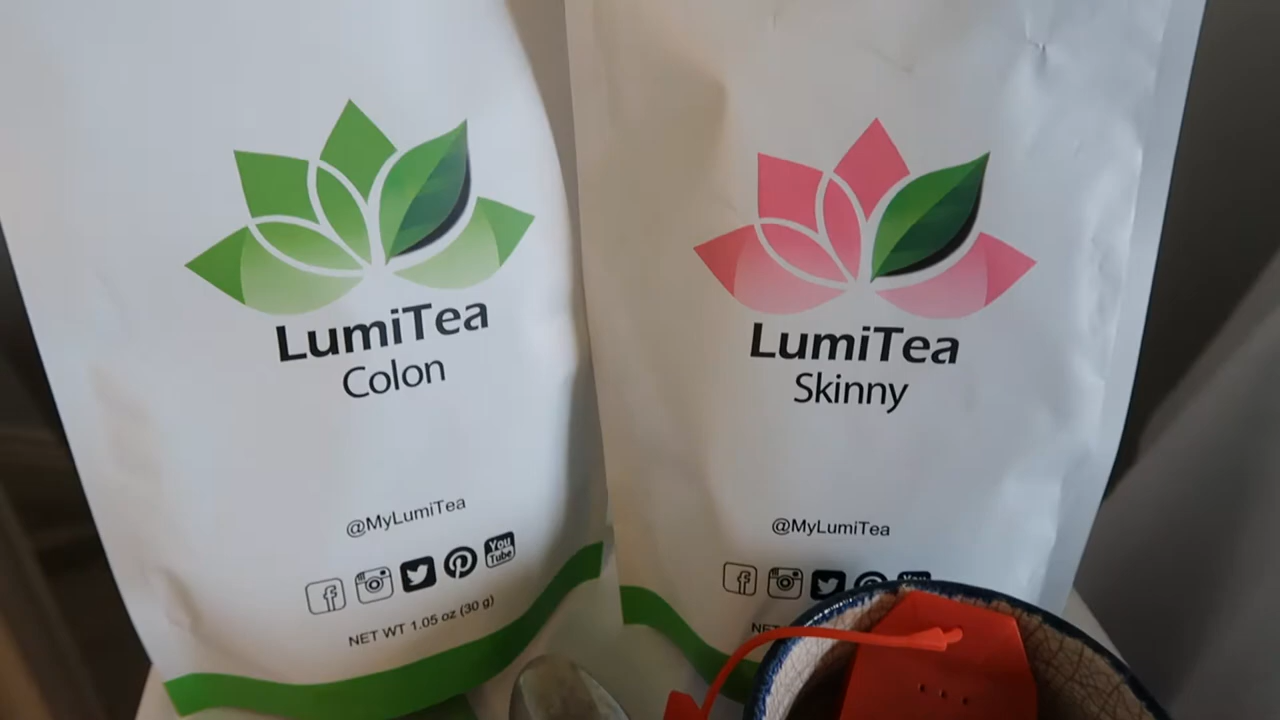 LumiTea
Colon
@MyLumiTea
You
Tube
NET WT 1.05 oz (30 g)
LumiTea
Skinny
@MyLumiTea